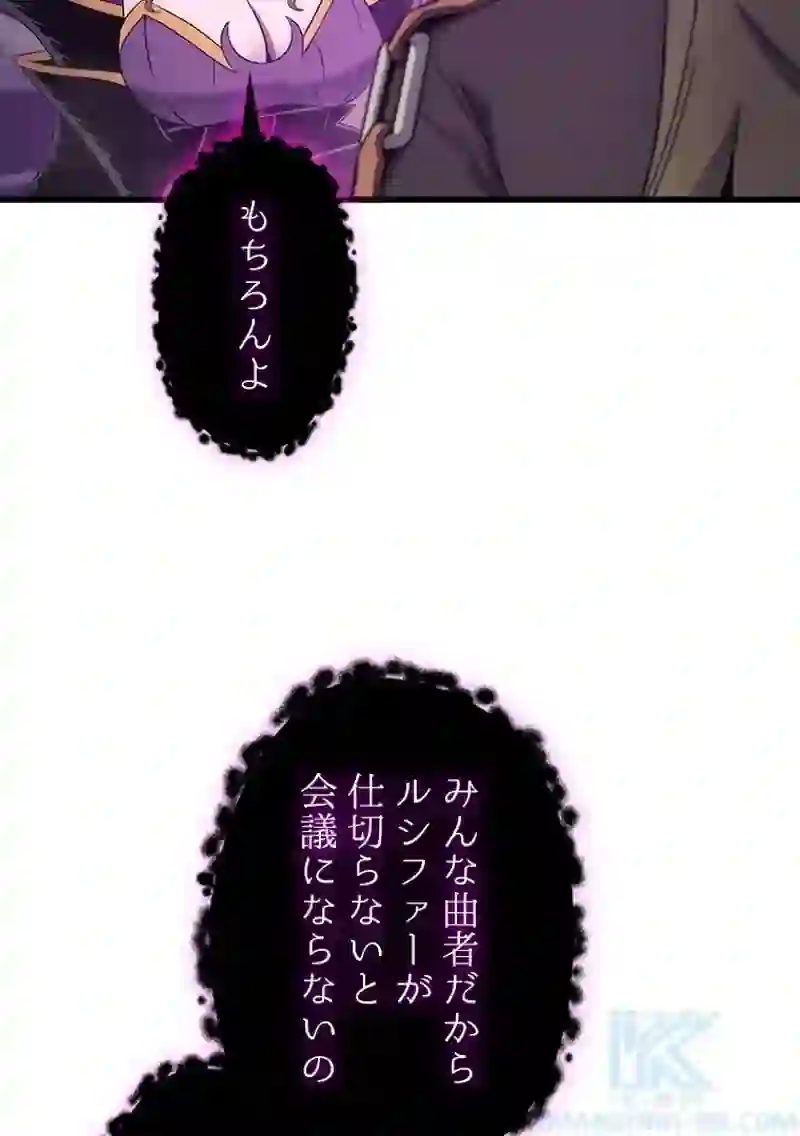 もちろんよ
みんな曲者だから
ルシファーが
仕切らないと
会議にならないの